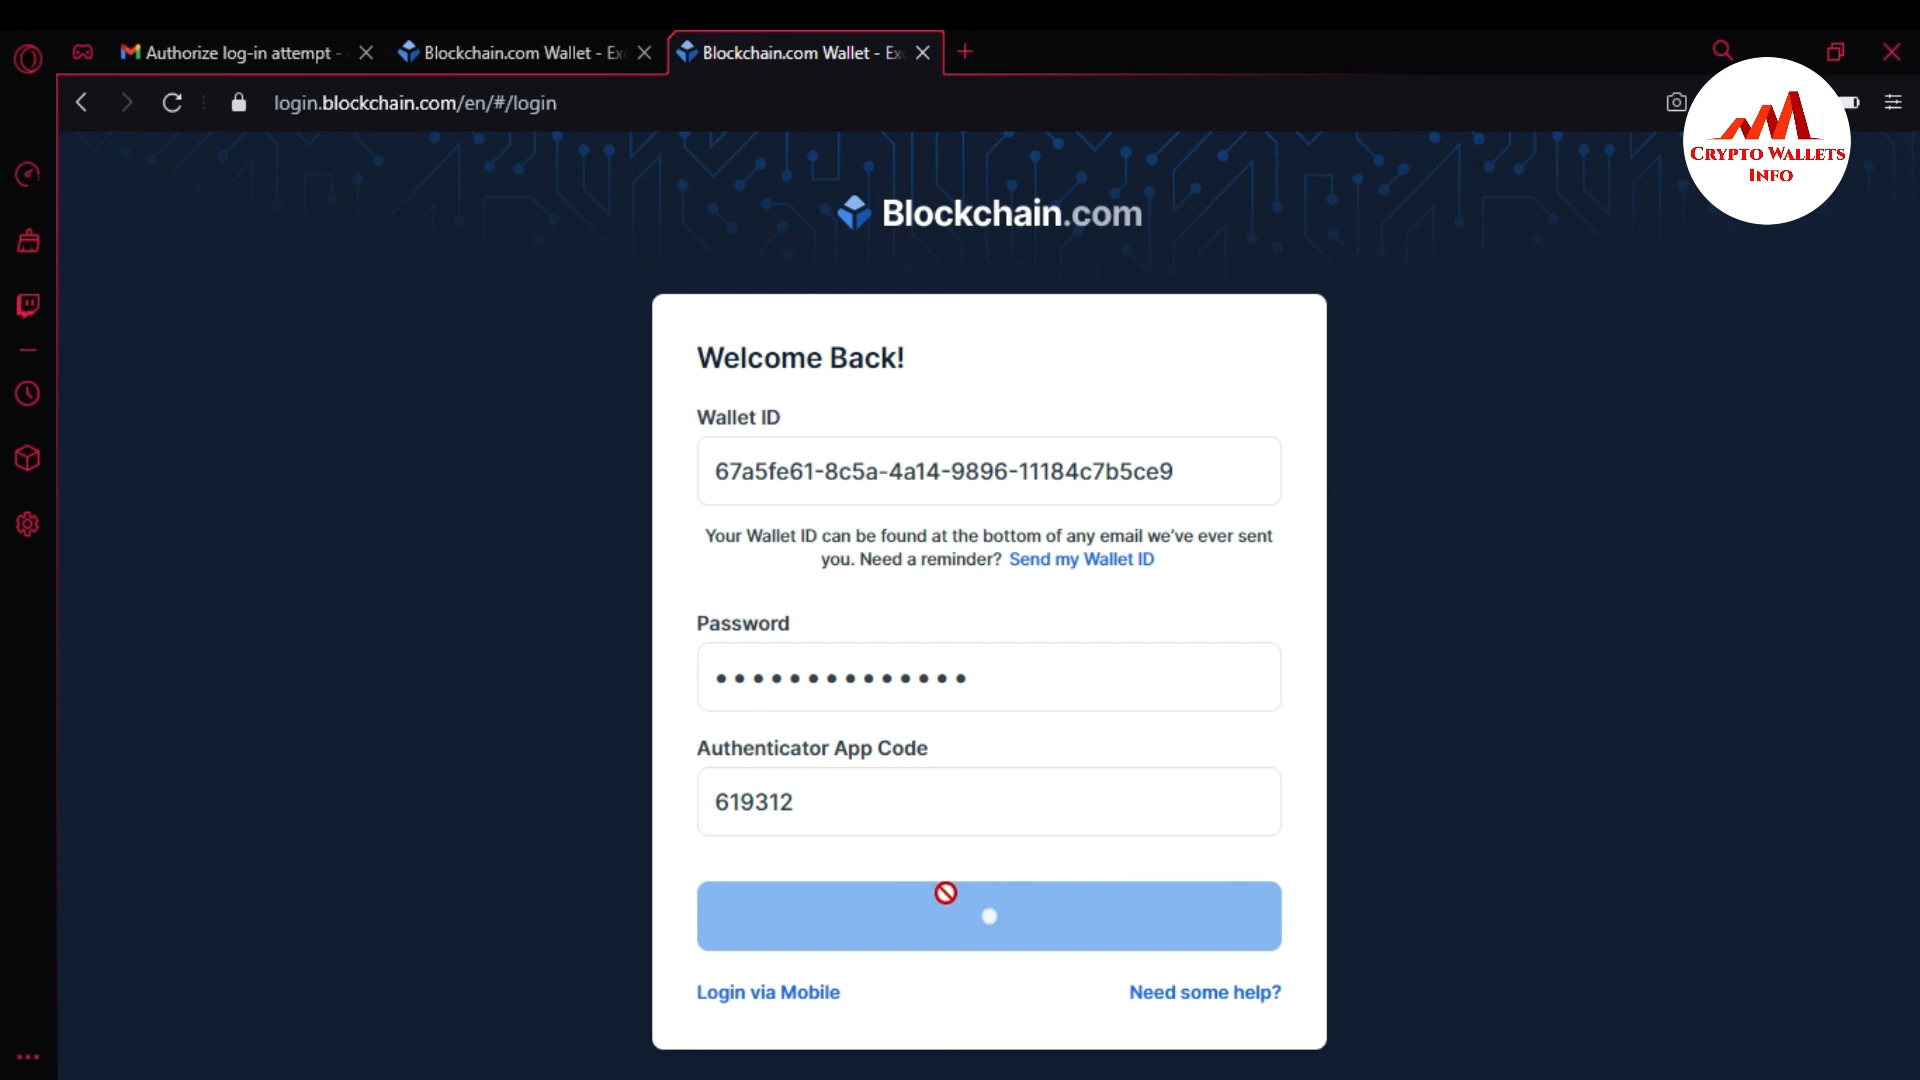 Authorize log-in attempt -
Blockchain.com Wallet - Ex
Blockchain.com Wallet - Ex
login.blockchain.com/en/#/login
CRYPTO WALLETS
INFO
Blockchain.com
Welcome Back!
Wallet ID
67a5fe61-8c5a-4a14-9896-11184c7b5ce9
Your Wallet ID can be found at the bottom of any email we've ever sent
you. Need a reminder? Send my Wallet ID
Password
Authenticator App Code
619312
Login via Mobile
Need some help?